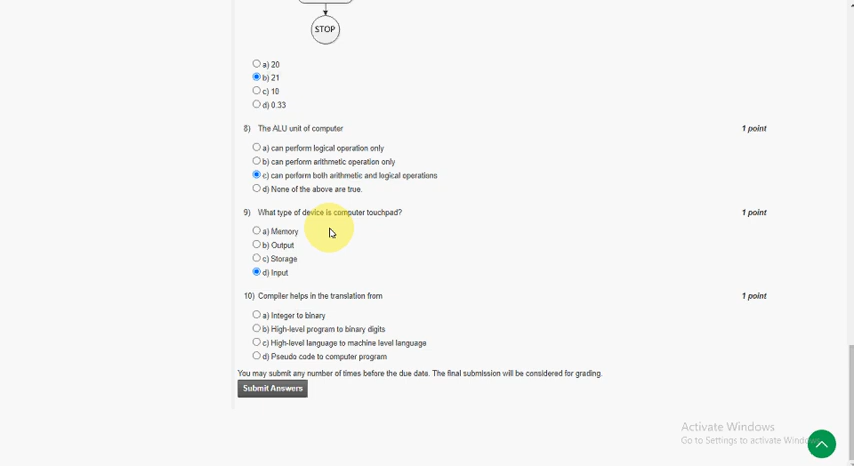 STOP
a) 20
b) 21
c) 10
d) 0.33
8) The ALU unit of computer 1 point
a) can perform logical operation only
b) can perform arithmetic operation only
c) can perform both arithmetic and logical operations
d) None of the above are true.
9) What type of device is computer touchpad? 1 point
a) Memory
b) Output
c) Storage
d) Input
10) Compiler helps in the translation from 1 point
a) Integer to binary
b) High-level program to binary digits
c) High-level language to machine level language
d) Pseudo code to computer program
You may submit any number of times before the due date. The final submission will be considered for grading.
Submit Answers
Activate Windows
Go to Settings to activate